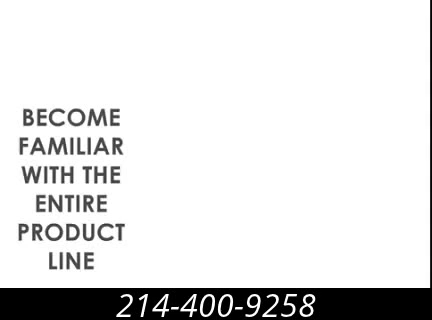 BECOME
FAMILIAR
WITH THE
ENTIRE
PRODUCT
LINE
214-400-9258